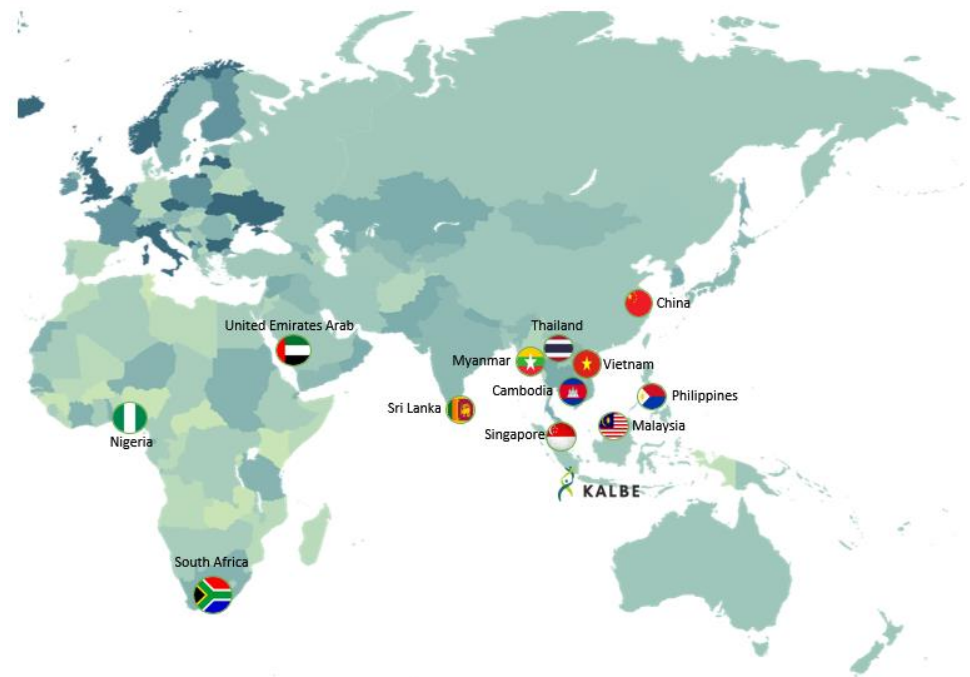 China
Thailand
United Emirates Arab
Myanmar
Vietnam
Cambodia
Philippines
Sri Lanka
Malaysia
Singapore
Nigeria
KALBE
South Africa